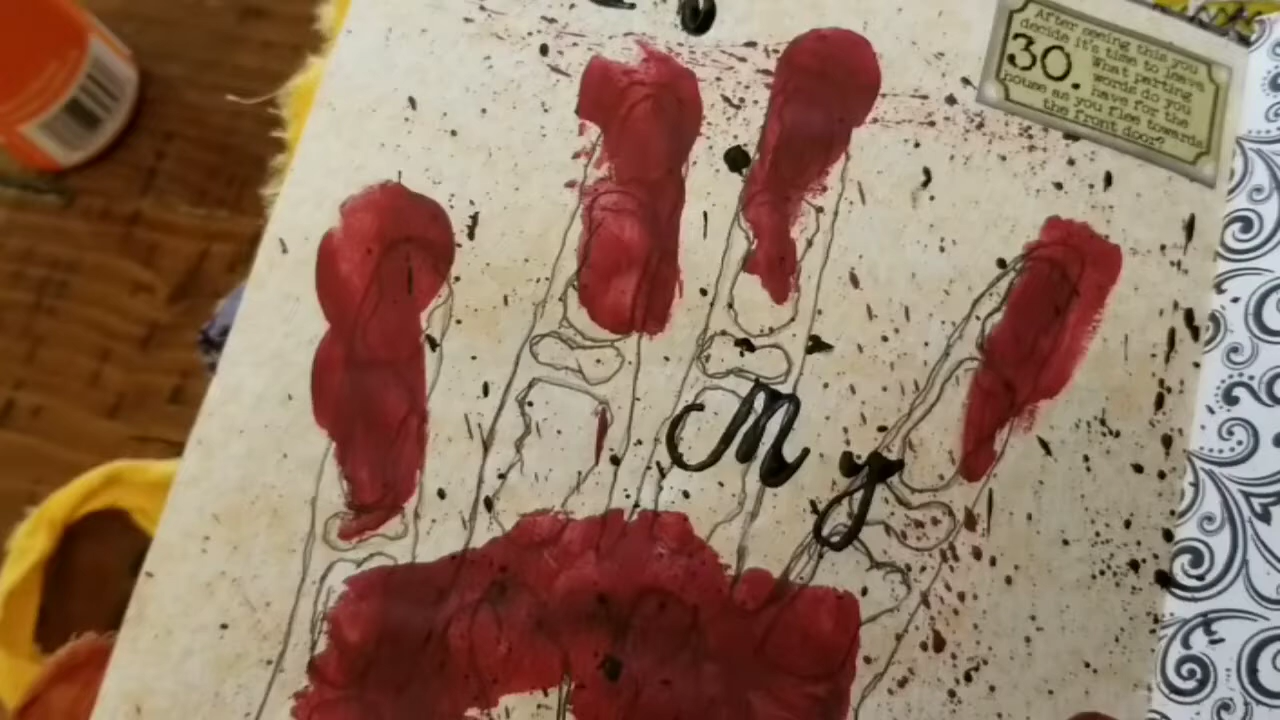 After seeing this you
decide it's time to leave
30. What parting
words do you
house as you flee towards
have for the
the front door?
My